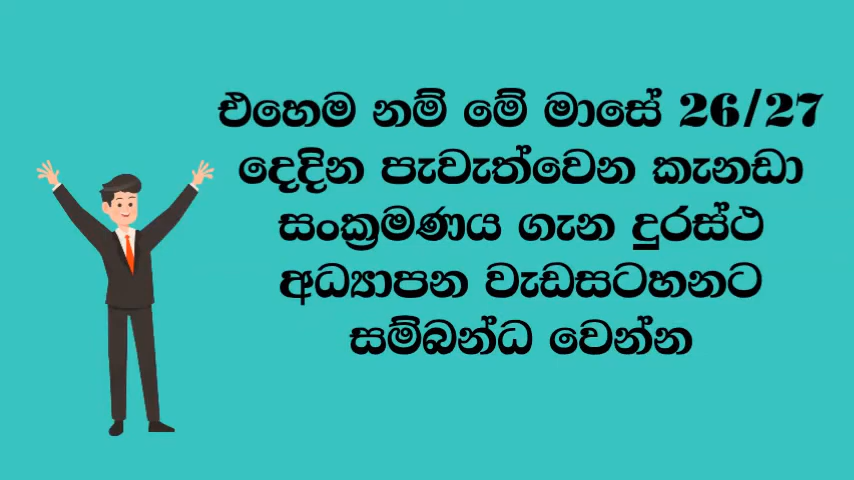 එහෙම නම් මේ මාසේ 26/27
දෙදින පැවැත්වෙන කැනඩා
සංක්‍රමණය ගැන දුරස්ථ
අධ්‍යාපන වැඩසටහනට
සම්බන්ධ වෙන්න